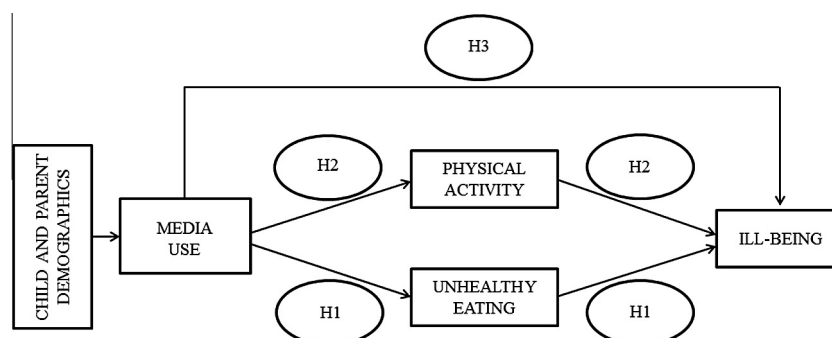 H3
CHILD AND PARENT
DEMOGRAPHICS
MEDIA
USE
H2
PHYSICAL
ACTIVITY
H2
ILL-BEING
H1
UNHEALTHY
EATING
H1